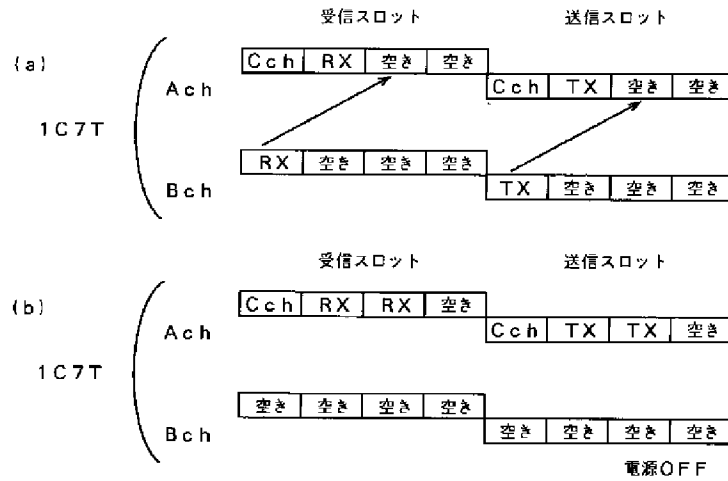 受信スロット 送信スロット
(a)
1C7T
Ach Cch RX 空き 空き Cch TX 空き 空き
Bch RX 空き 空き 空き TX 空き 空き 空き
受信スロット 送信スロット
(b)
1C7T
Ach Cch RX RX 空き Cch TX TX 空き
Bch 空き 空き 空き 空き 空き 空き 空き 空き
電源OFF